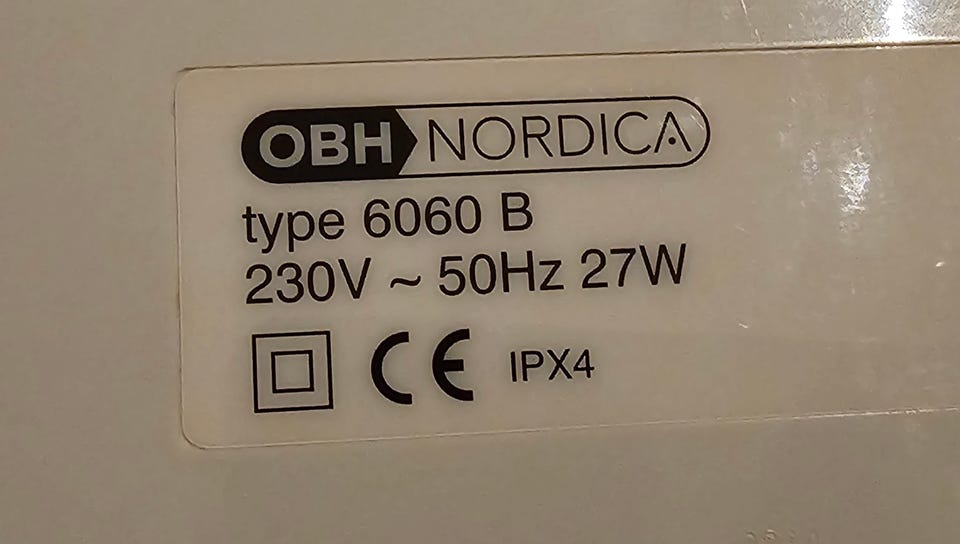 OBH NORDICA
type 6060 B
230V ~ 50Hz 27W
CE IPX4